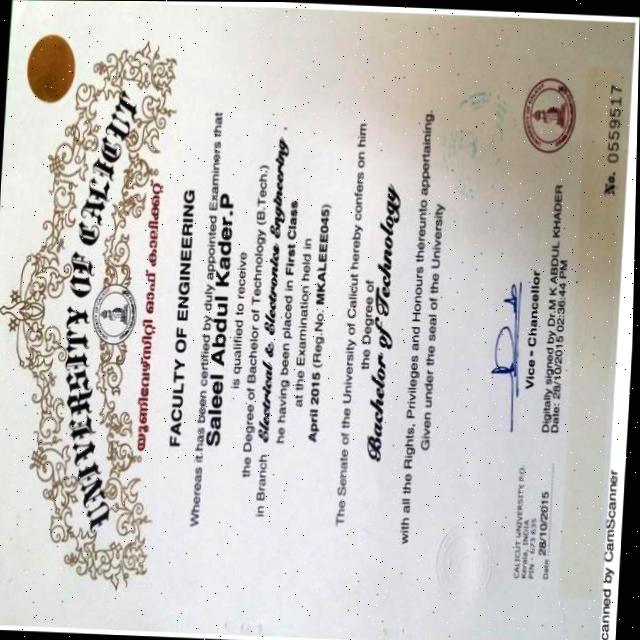 UNIVERSITY OF CALICUT
യൂണിവേഴ്സിറ്റി ഓഫ് കാലിക്കറ്റ്
FACULTY OF ENGINEERING
Whereas it has been certified by duly appointed Examiners that
Saleel Abdul Kader.P
is qualified to receive
the Degree of Bachelor of Technology (B.Tech.)
in Branch Electrical & Electronics Engineering,
he having been placed in First Class
at the Examination held in
April 2015 (Reg.No. MKALEEE045)
The Senate of the University of Calicut hereby confers on him
the Degree of
Bachelor of Technology
with all the Rights, Privileges and Honours thereunto appertaining.
Given under the seal of the University
CALICUT UNIVERSITY P.O.
Kerala, INDIA
PIN - 673 635
Date : 28/10/2015
Vice - Chancellor
Digitally signed by Dr.M K ABDUL KHADER
Date: 28/10/2015 02:36:44 PM
No. 0559517
canned by CamScanner